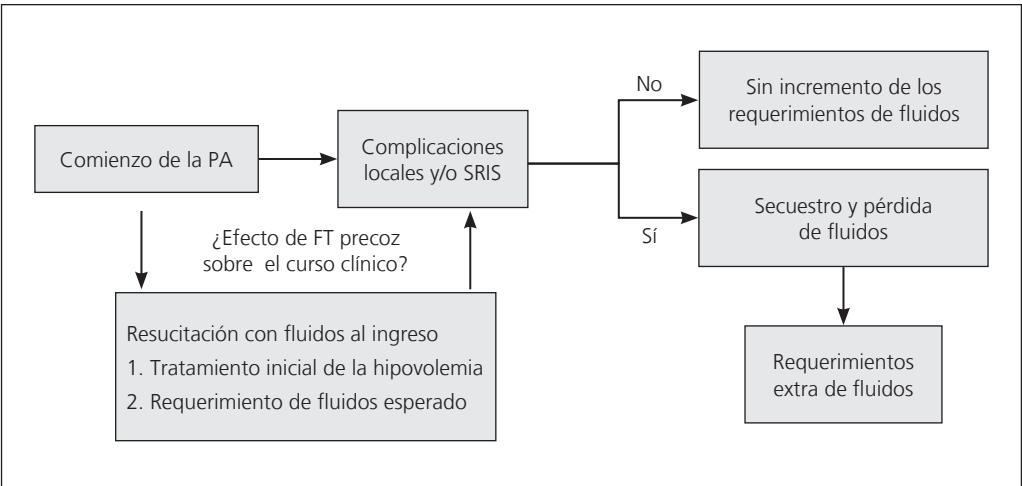 Comienzo de la PA
Complicaciones
locales y/o SRIS
No
Sin incremento de los
requerimientos de fluidos
Sí
Secuestro y pérdida
de fluidos
Requerimientos
extra de fluidos
¿Efecto de FT precoz
sobre el curso clínico?
Resucitación con fluidos al ingreso
1. Tratamiento inicial de la hipovolemia
2. Requerimiento de fluidos esperado